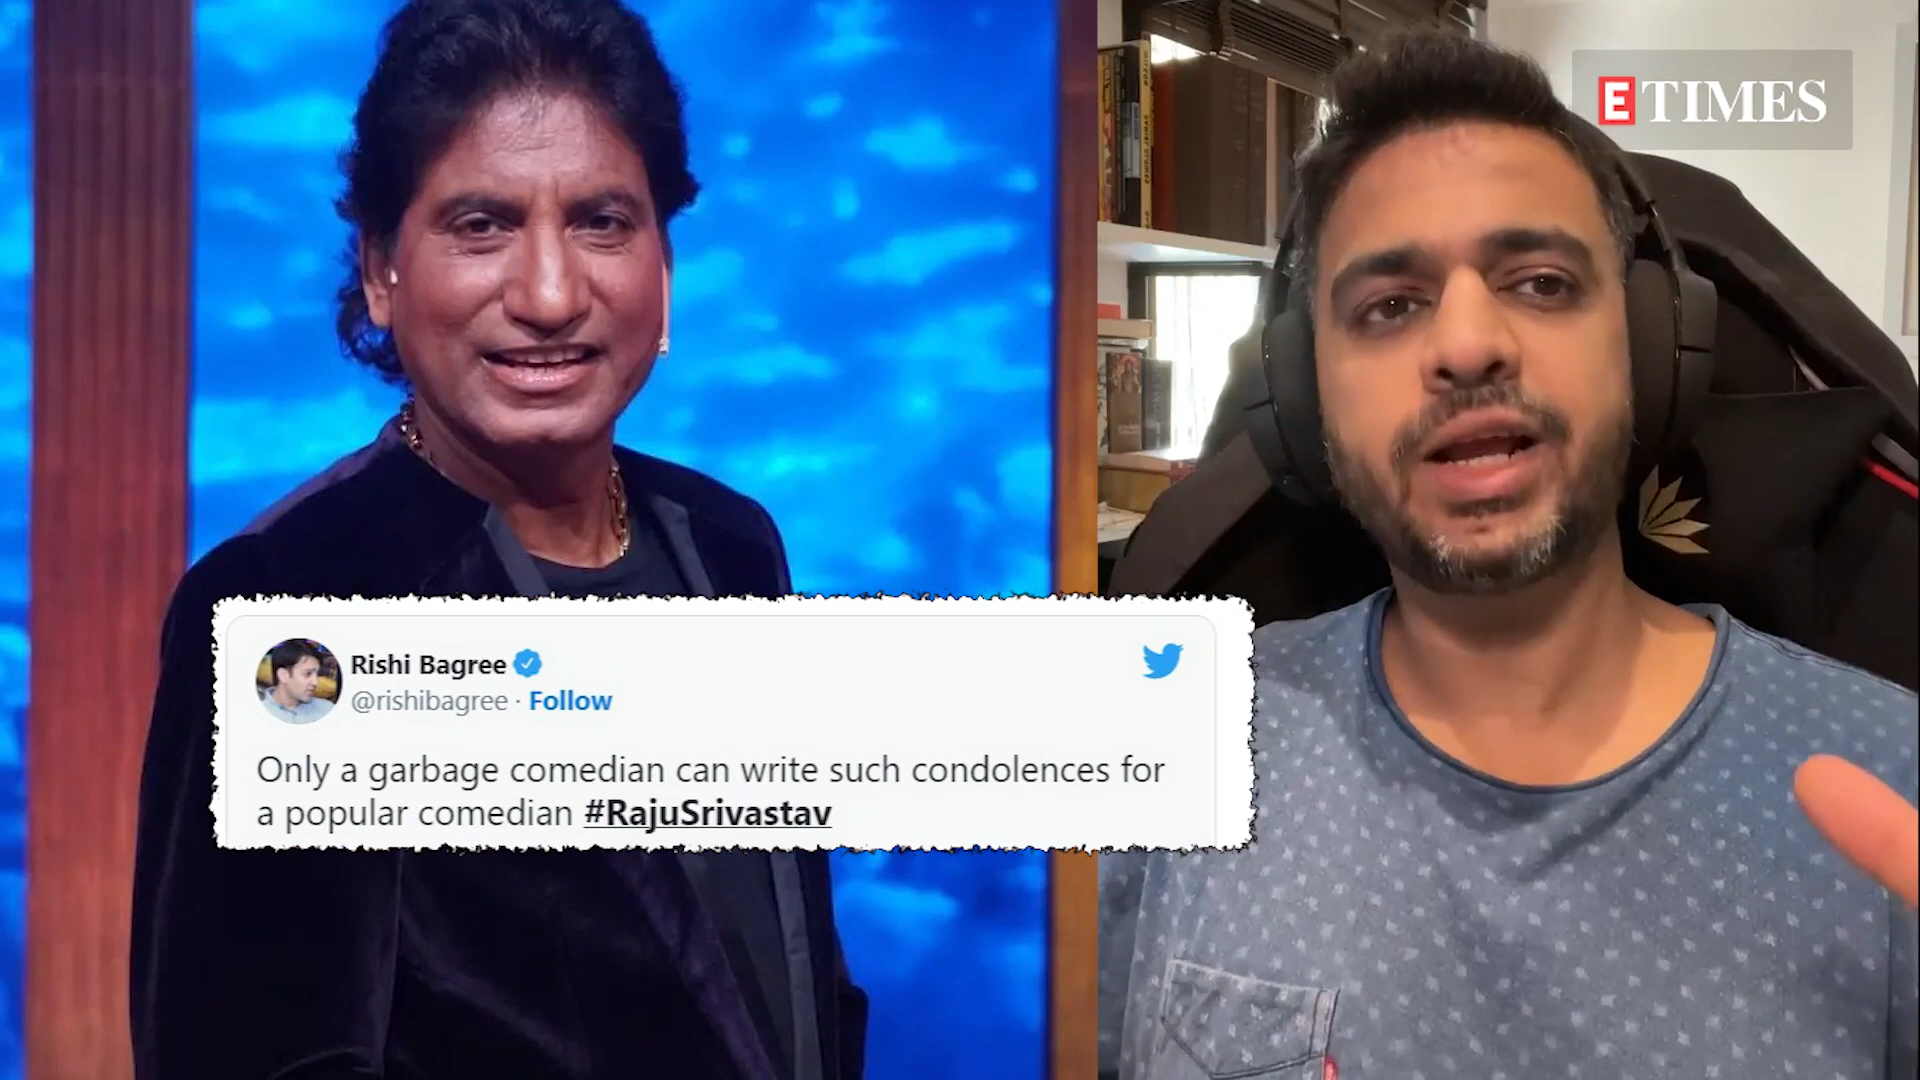 ETIMES
Rishi Bagree
@rishibagree · Follow
Only a garbage comedian can write such condolences for
a popular comedian #RajuSrivastav